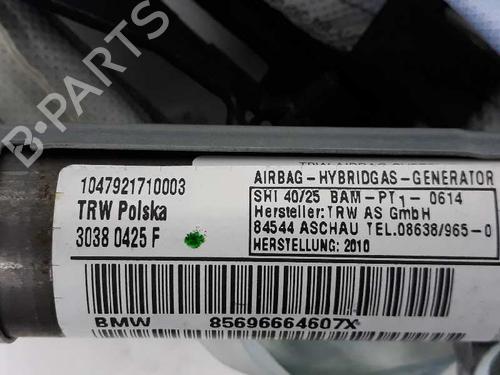 B-PARTS
1047921710003
TRW Polska
3038 0425 F
AIRBAG-HYBRIDGAS-GENERATOR
SHI 40/25 BAM-PT1- 0614
Hersteller:TRW AS GmbH
84544 ASCHAU TEL.08638/965-0
HERSTELLUNG: 2010
BMW 85696664607X